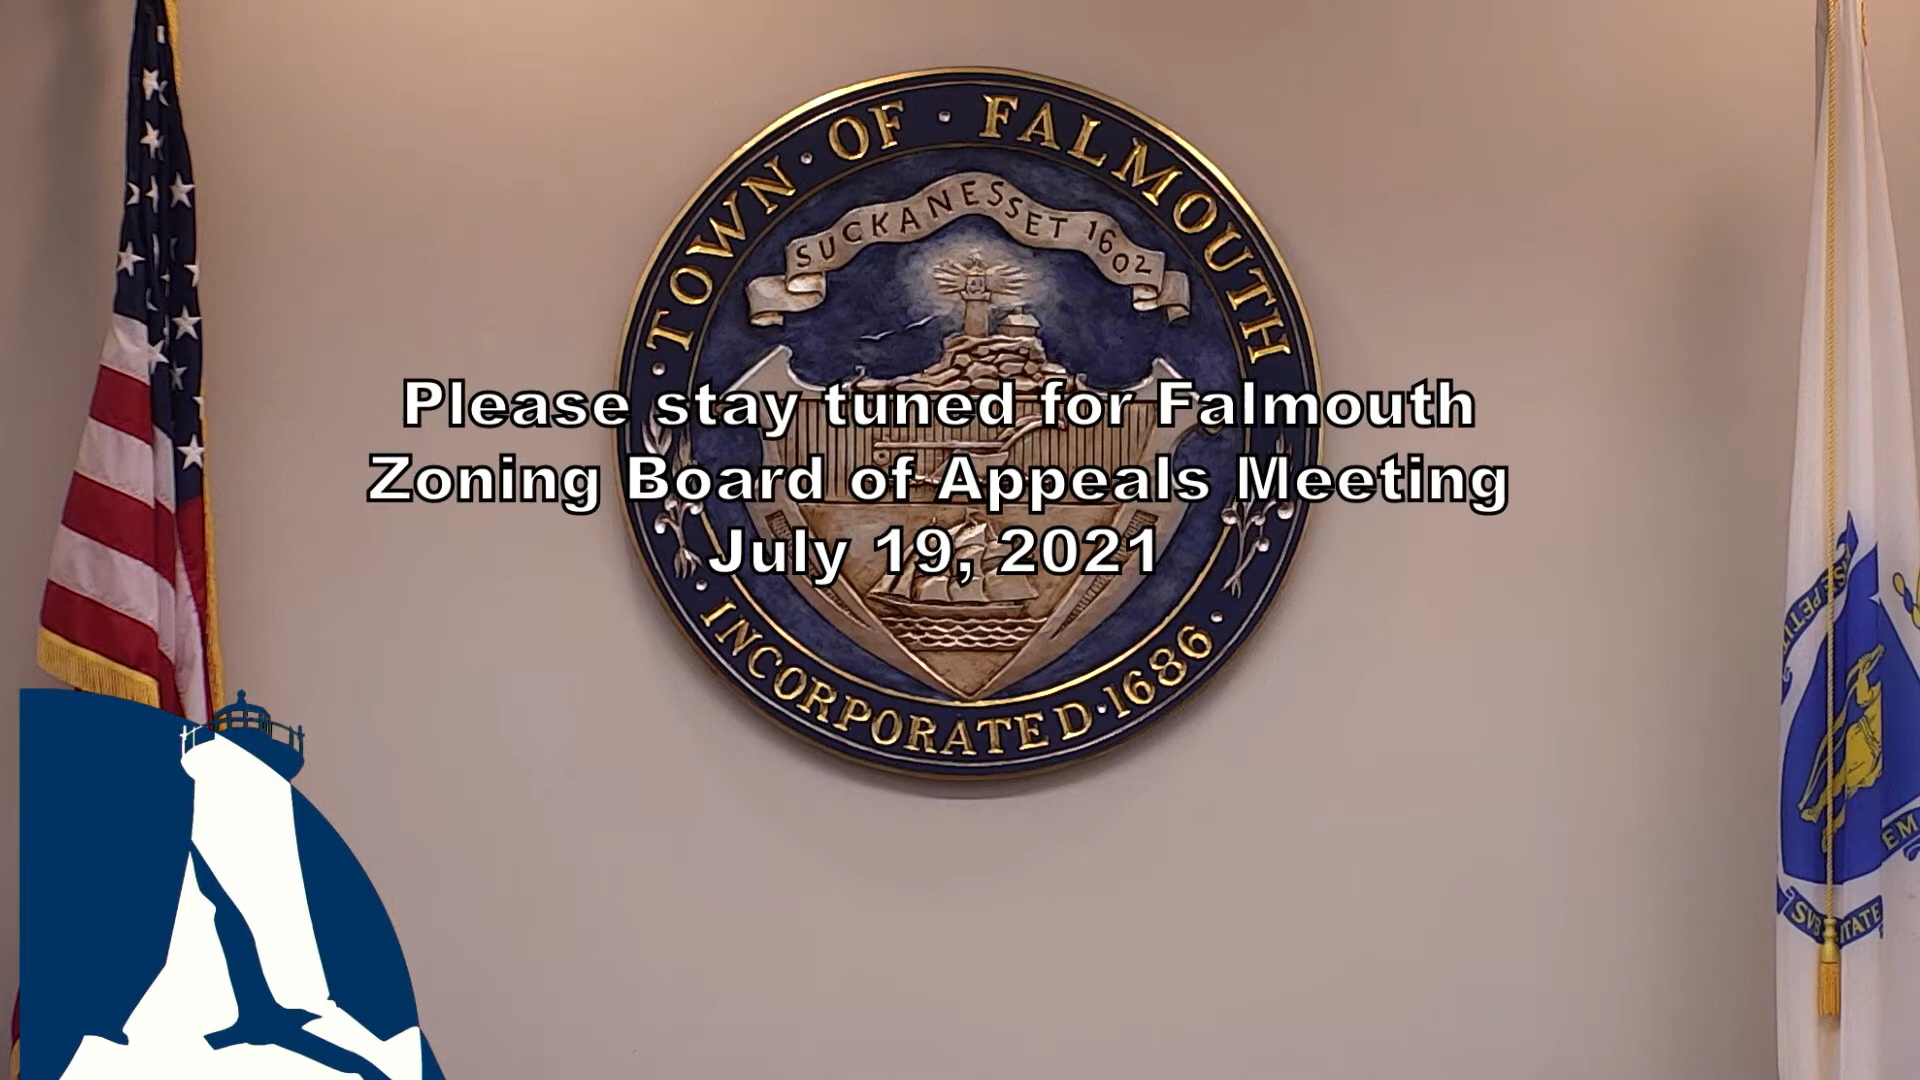 TOWN · OF · FALMOUTH
SUCKANESSET 1602
Please stay tuned for Falmouth
Zoning Board of Appeals Meeting
July 19, 2021
INCORPORATED · 1686